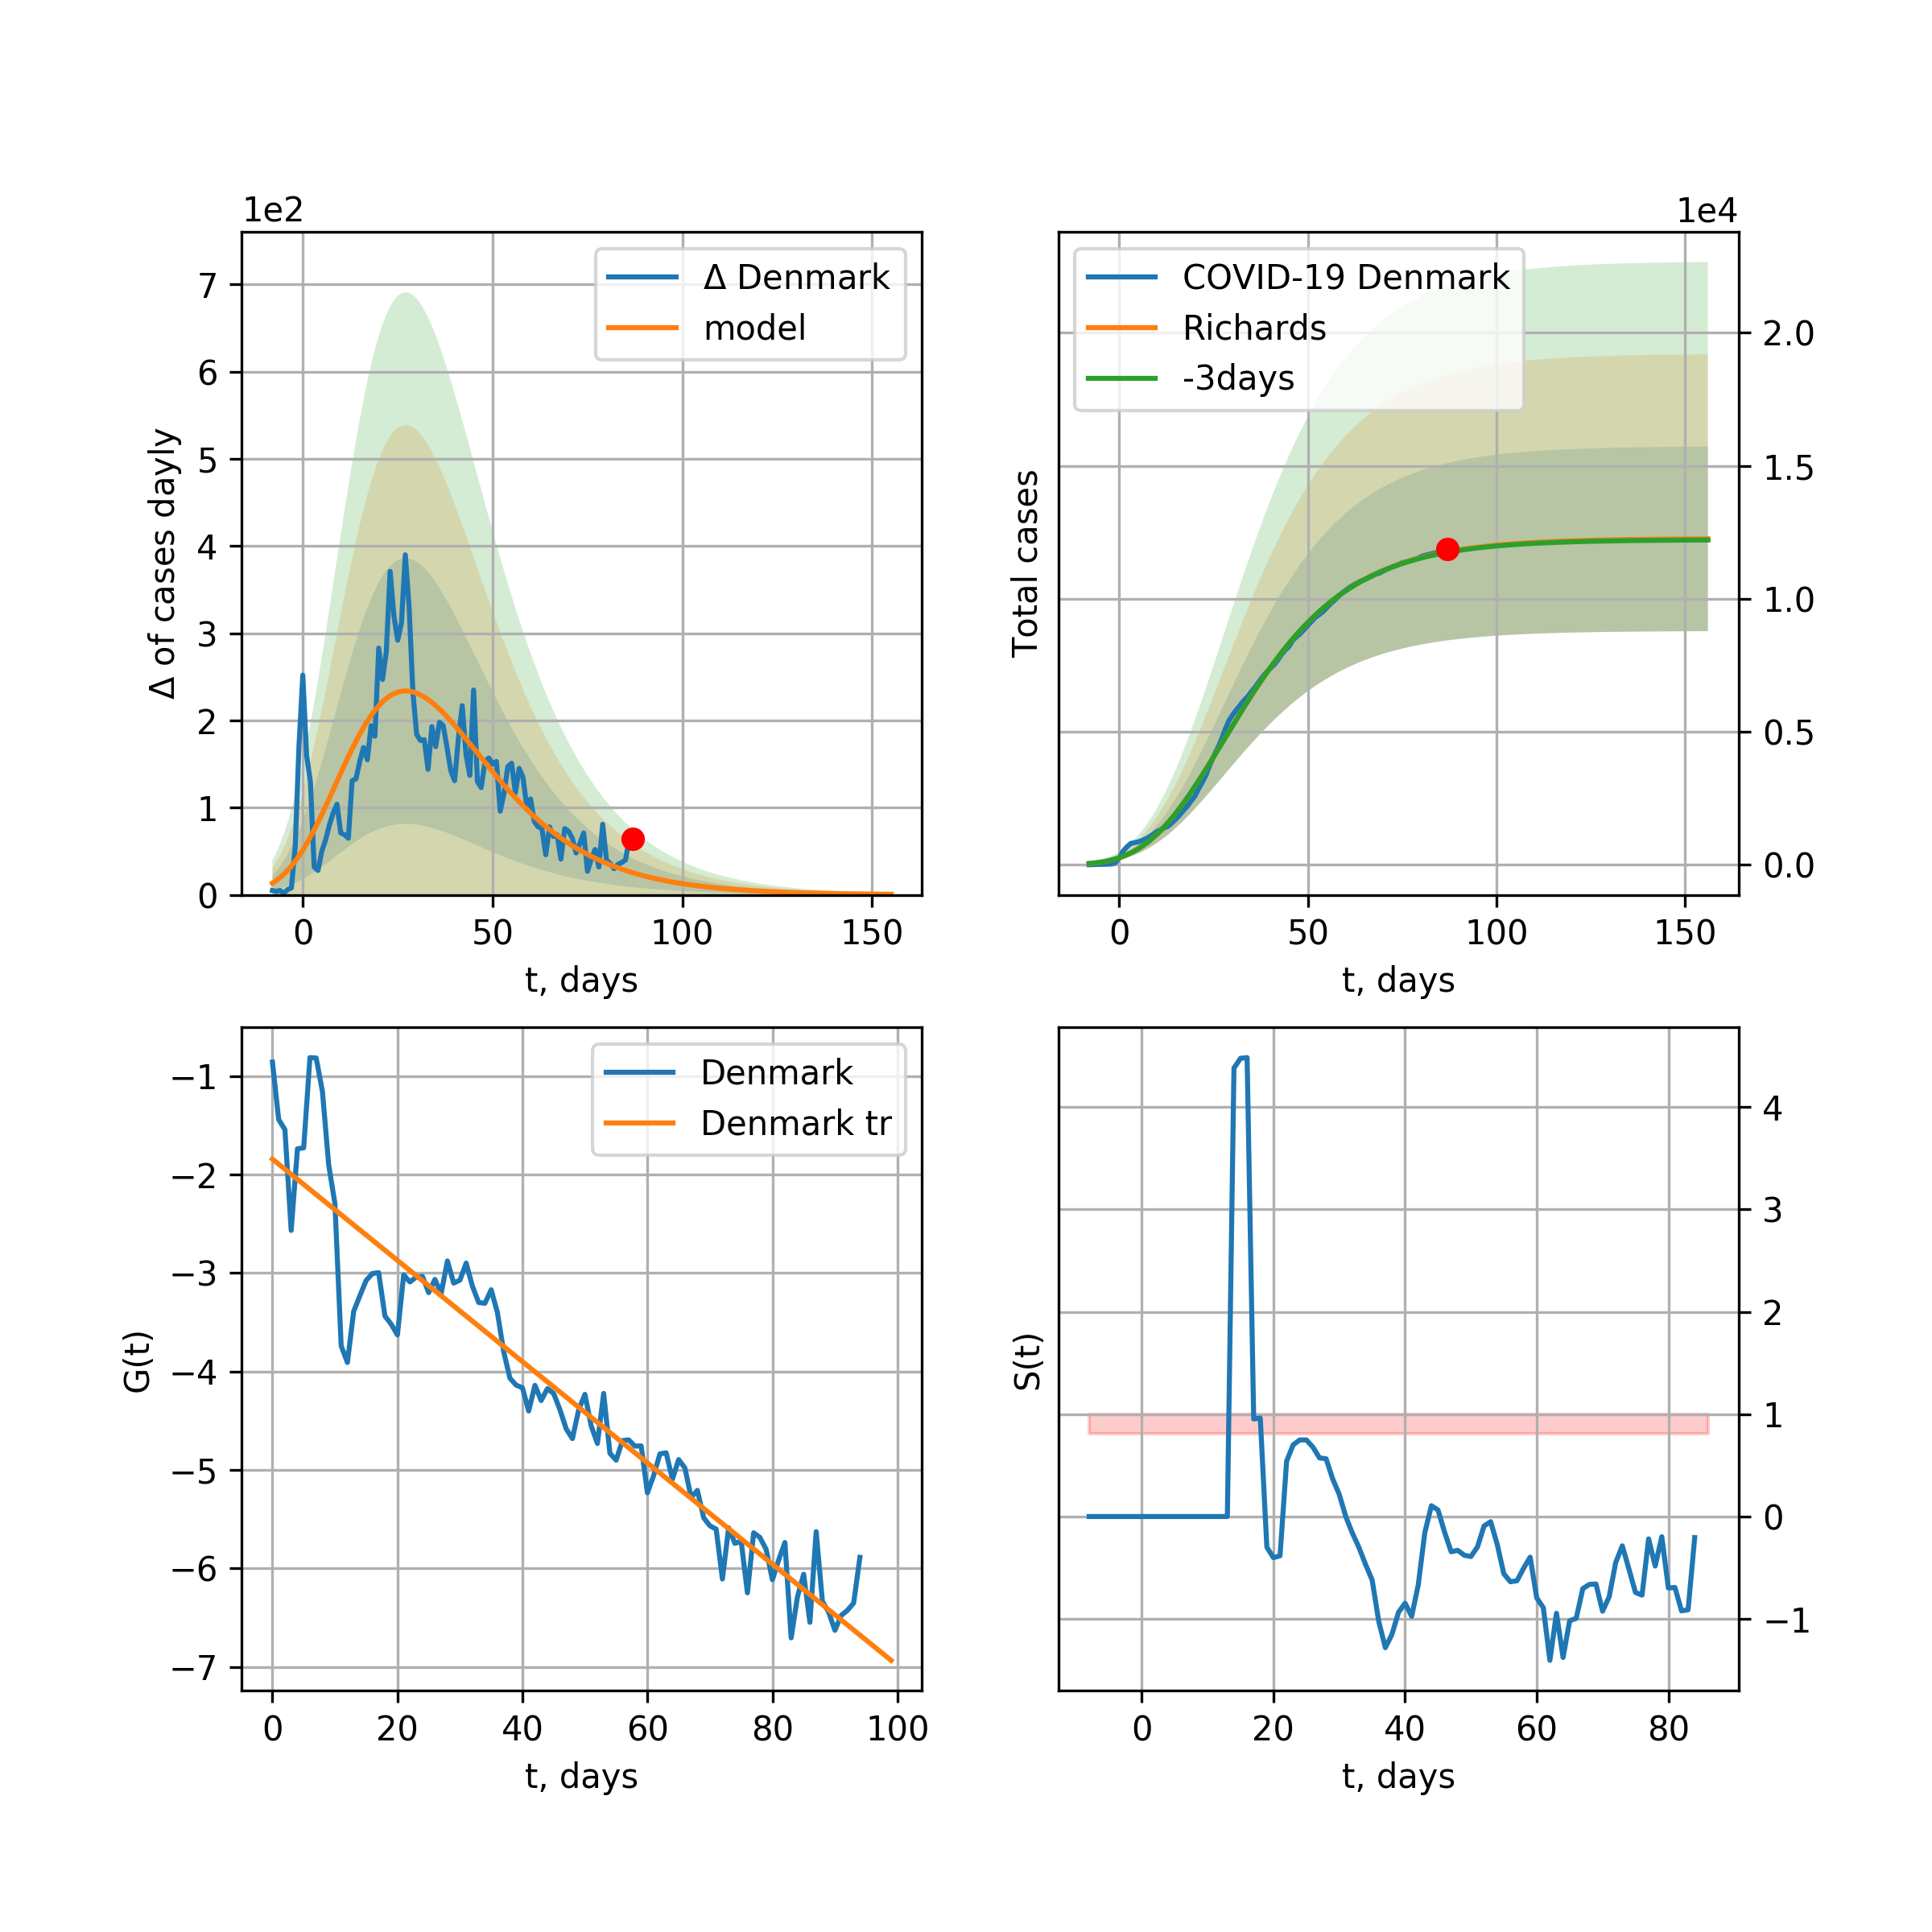 1e2
Δ of cases dayly
7
6
5
4
3
2
1
0
Δ Denmark
model
0 50 100 150
t, days
1e4
Total cases
COVID-19 Denmark
Richards
-3days
2.0
1.5
1.0
0.5
0.0
0 50 100 150
t, days
G(t)
−1
−2
−3
−4
−5
−6
−7
Denmark
Denmark tr
0 20 40 60 80 100
t, days
S(t)
4
3
2
1
0
−1
0 20 40 60 80
t, days